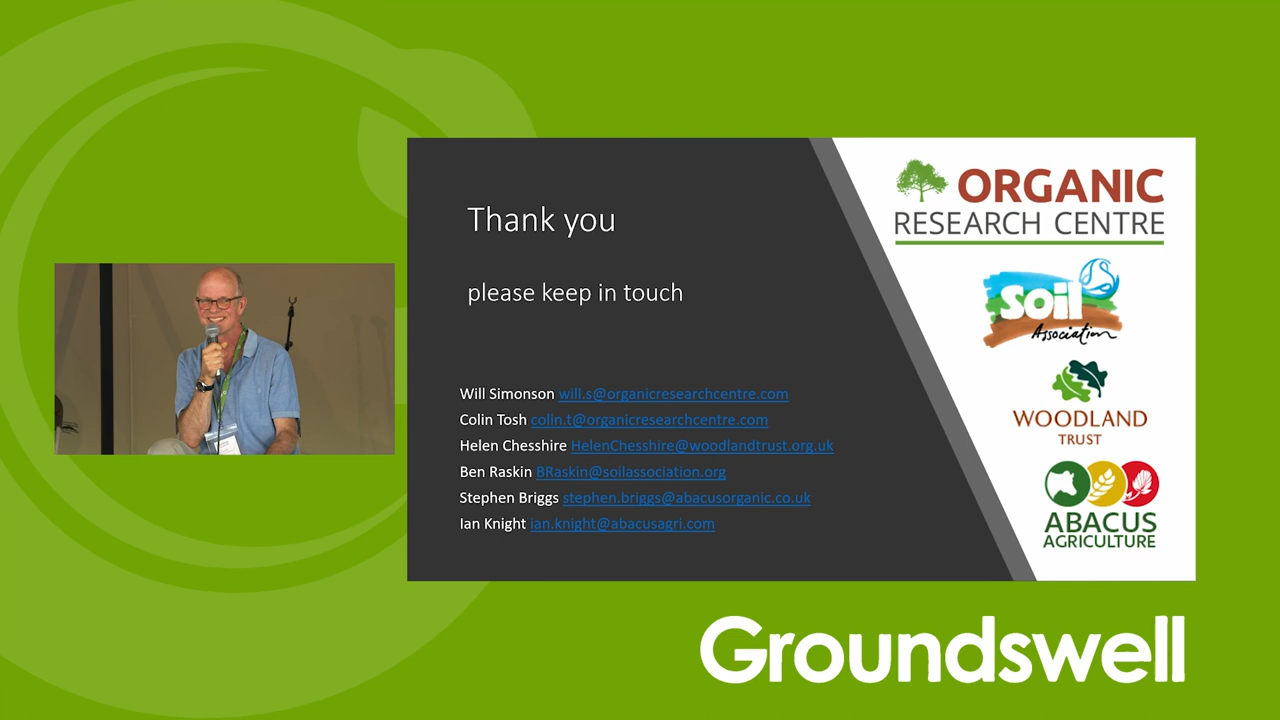 Thank you
please keep in touch
Will Simonson will.s@organicresearchcentre.com
Colin Tosh colin.t@organicresearchcentre.com
Helen Chesshire HelenChesshire@woodlandtrust.org.uk
Ben Raskin BRaskin@soilassociation.org
Stephen Briggs stephen.briggs@abacusorganic.co.uk
Ian Knight ian.knight@abacusagri.com
ORGANIC
RESEARCH CENTRE
soil
Association
WOODLAND
TRUST
ABACUS
AGRICULTURE
Groundswell